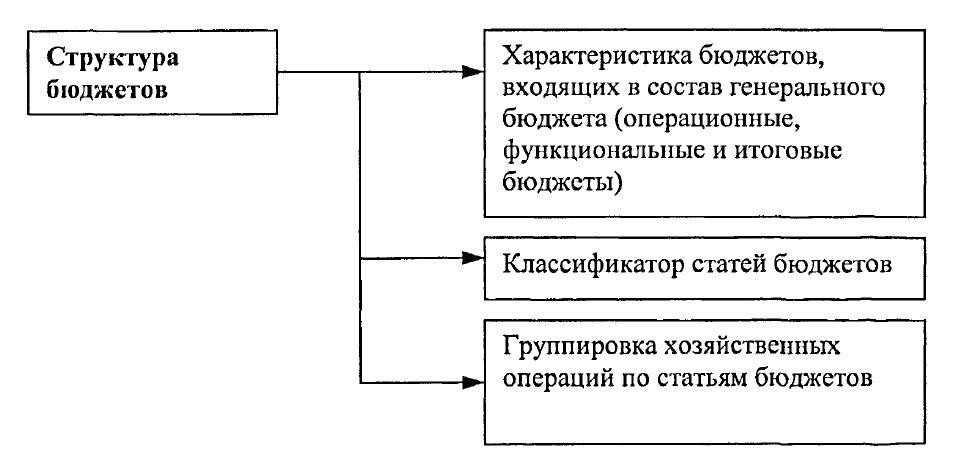 Структура
бюджетов
Характеристика бюджетов,
входящих в состав генерального
бюджета (операционные,
функциональные и итоговые
бюджеты)
Классификатор статей бюджетов
Группировка хозяйственных
операций по статьям бюджетов